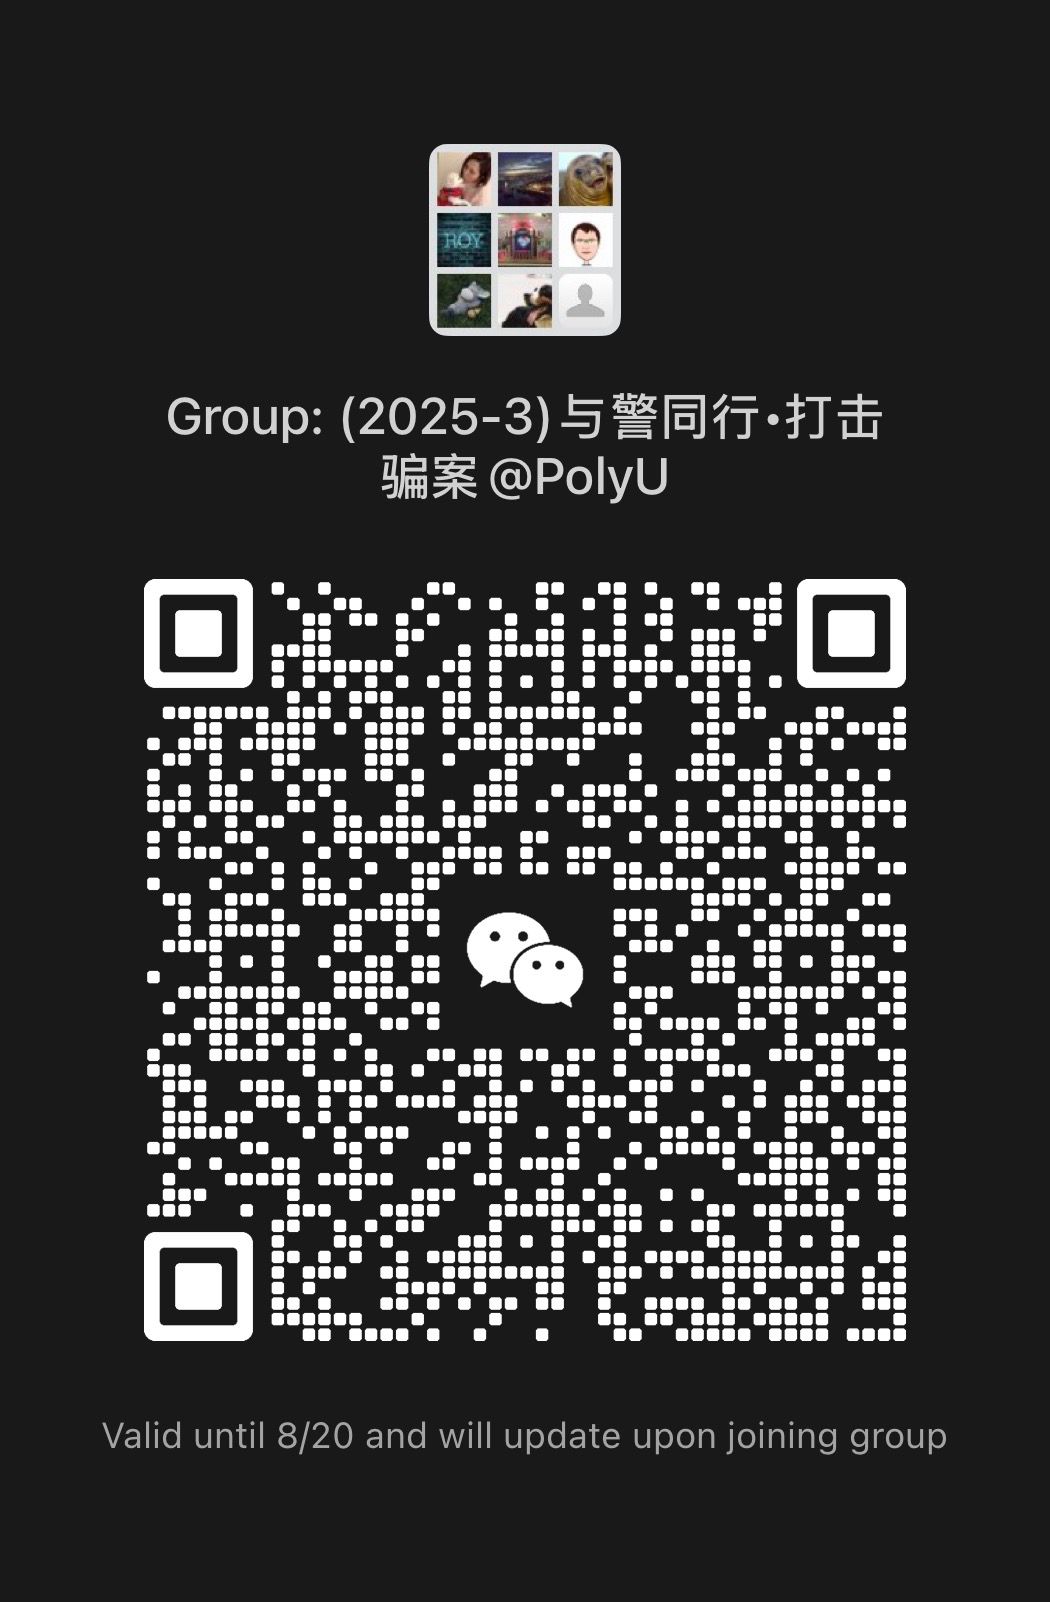 ROY
Group: (2025-3)与警同行•打击
骗案@PolyU
Valid until 8/20 and will update upon joining group